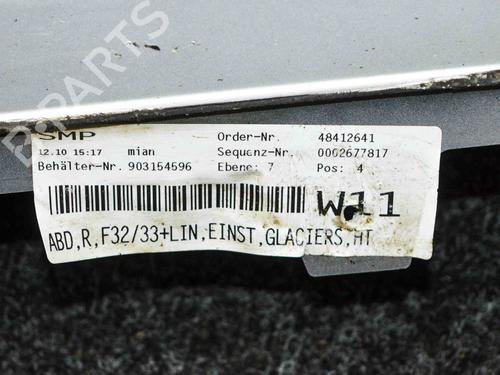 B-PARTS
SMP Order-Nr. 48412641
12.10 15:17 mian Sequenz-Nr. 0002677817
Behälter-Nr. 903154596 Ebene: 7 Pos: 4
W11
ABD,R,F32/33+LIN,EINST,GLACIERS,HT